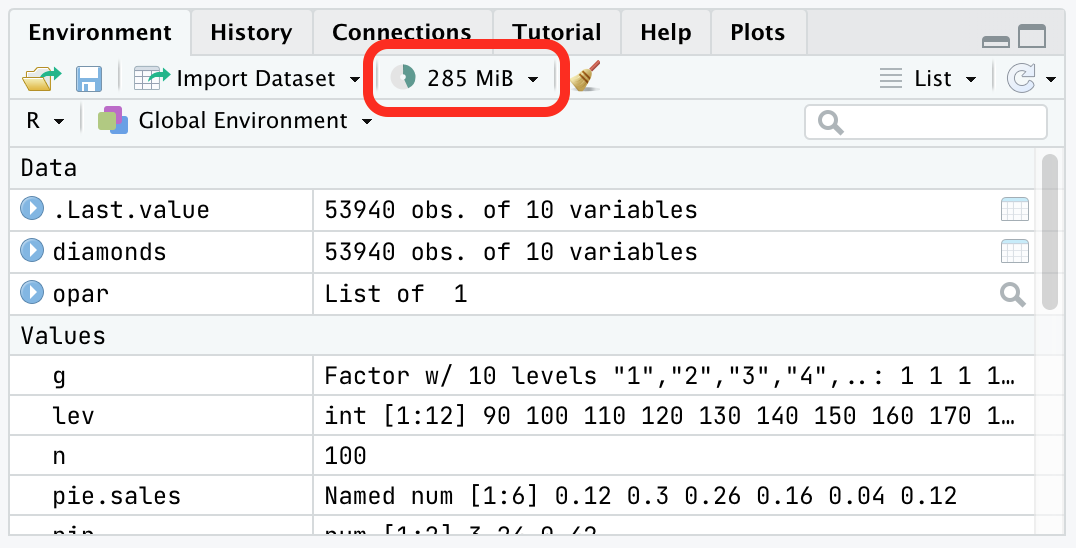 Environment History Connections Tutorial Help Plots
Import Dataset 285 MiB List
R Global Environment
Data
.Last.value 53940 obs. of 10 variables
diamonds 53940 obs. of 10 variables
opar List of  1
Values
g Factor w/ 10 levels "1","2","3","4",..: 1 1 1 1…
lev int [1:12] 90 100 110 120 130 140 150 160 170 1…
n 100
pie.sales Named num [1:6] 0.12 0.3 0.26 0.16 0.04 0.12